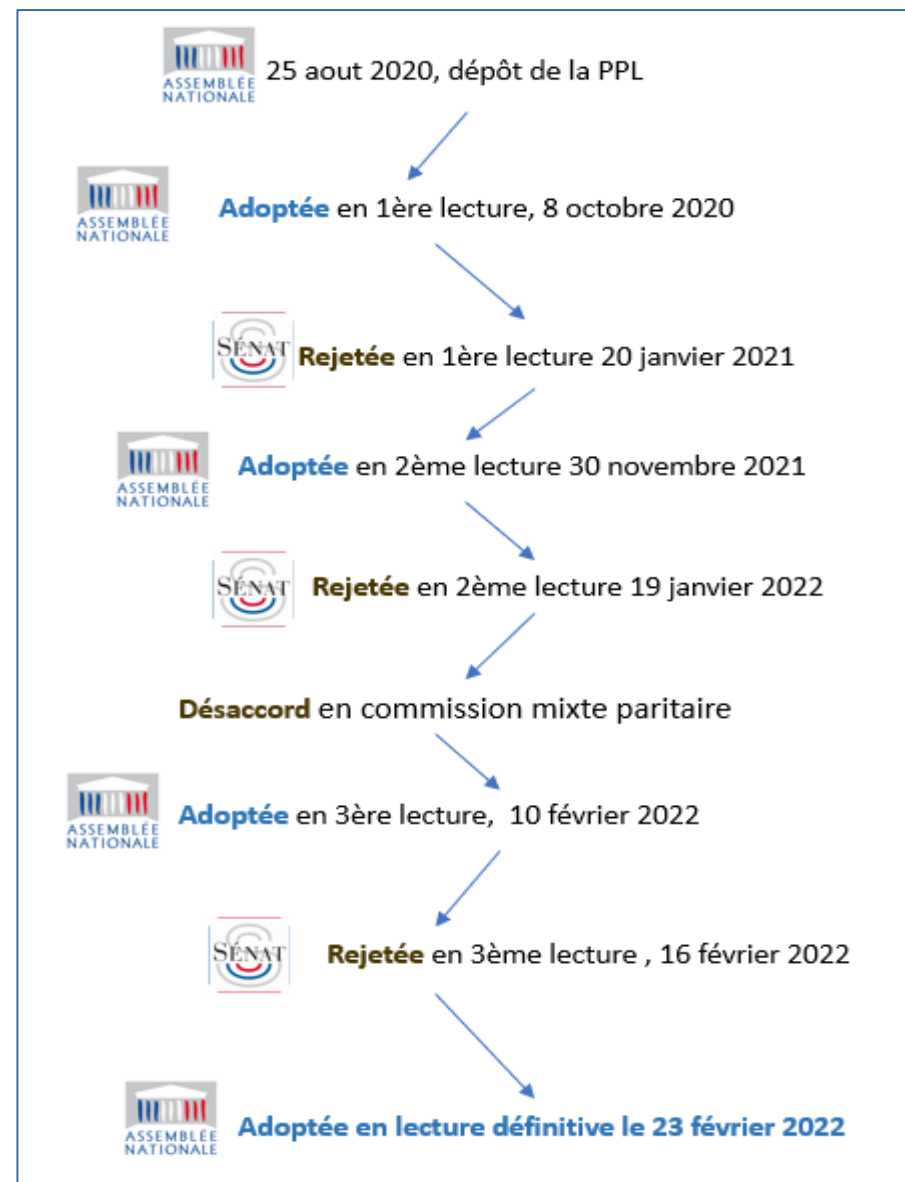 ASSEMBLÉE
NATIONALE
25 aout 2020, dépôt de la PPL
ASSEMBLÉE
NATIONALE
Adoptée en 1ère lecture, 8 octobre 2020
SÉNAT
Rejetée en 1ère lecture 20 janvier 2021
ASSEMBLÉE
NATIONALE
Adoptée en 2ème lecture 30 novembre 2021
SÉNAT
Rejetée en 2ème lecture 19 janvier 2022
Désaccord en commission mixte paritaire
ASSEMBLÉE
NATIONALE
Adoptée en 3ère lecture, 10 février 2022
SÉNAT
Rejetée en 3ème lecture , 16 février 2022
ASSEMBLÉE
NATIONALE
Adoptée en lecture définitive le 23 février 2022